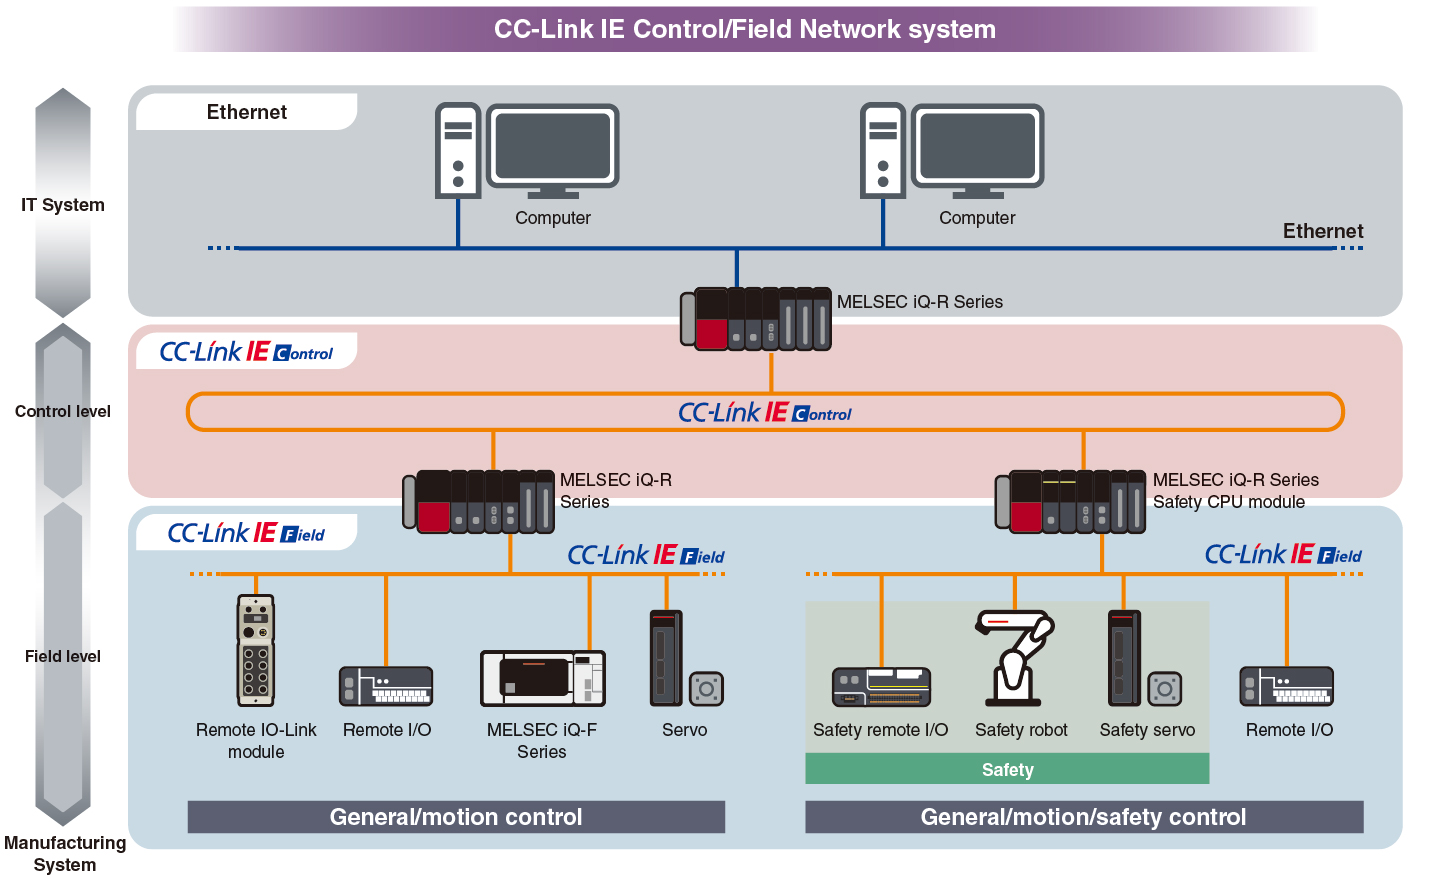 CC-Link IE Control/Field Network system
Ethernet
IT System
Computer
Computer
Ethernet
MELSEC iQ-R Series
CC-Link IE Control
Control level
CC-Link IE Control
MELSEC iQ-R
Series
MELSEC iQ-R Series
Safety CPU module
CC-Link IE Field
CC-Link IE Field
CC-Link IE Field
Field level
Remote IO-Link
module
Remote I/O
MELSEC iQ-F
Series
Servo
Safety remote I/O
Safety robot
Safety servo
Remote I/O
Safety
General/motion control
General/motion/safety control
Manufacturing
System